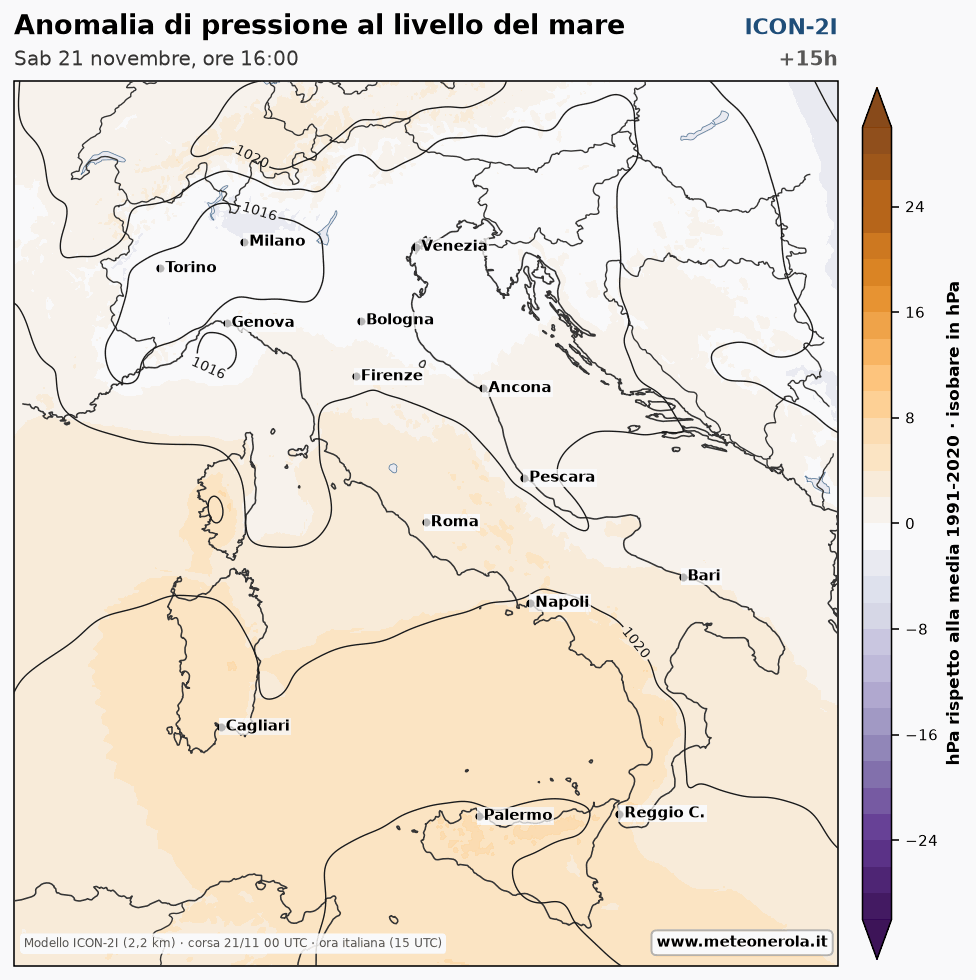 Anomalia di pressione al livello del mare
ICON-2I
Sab 21 novembre, ore 16:00
+15h
1020
1016
Milano
Venezia
Torino
Genova
Bologna
1016
Firenze
Ancona
Pescara
Roma
Bari
Napoli
1020
Cagliari
Palermo
Reggio C.
Modello ICON-2I (2,2 km) · corsa 21/11 00 UTC · ora italiana (15 UTC)
www.meteonerola.it
24
16
8
0
−8
−16
−24
hPa rispetto alla media 1991-2020 · isobare in hPa